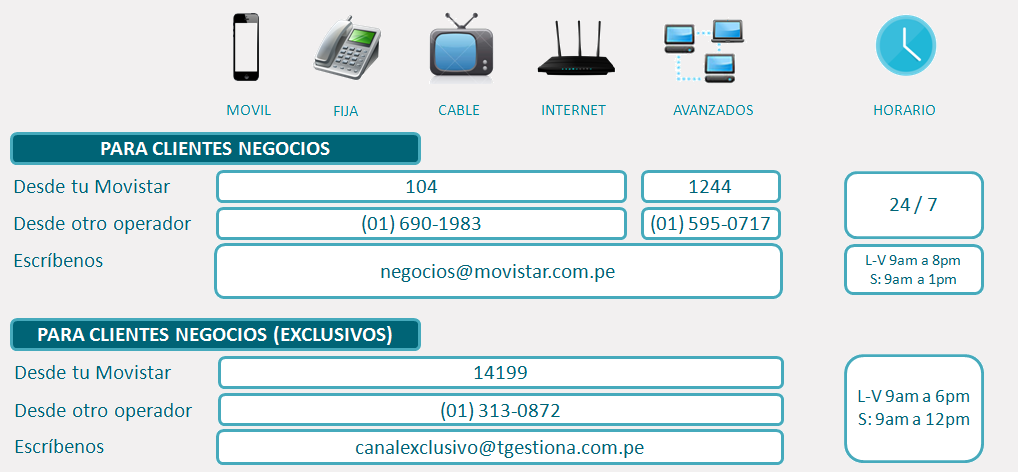 MOVIL
FIJA
CABLE
INTERNET
AVANZADOS
HORARIO
PARA CLIENTES NEGOCIOS
Desde tu Movistar
104
1244
24 / 7
Desde otro operador
(01) 690-1983
(01) 595-0717
Escríbenos
negocios@movistar.com.pe
L-V 9am a 8pm
S: 9am a 1pm
PARA CLIENTES NEGOCIOS (EXCLUSIVOS)
Desde tu Movistar
14199
Desde otro operador
(01) 313-0872
L-V 9am a 6pm
S: 9am a 12pm
Escríbenos
canalexclusivo@tgestiona.com.pe